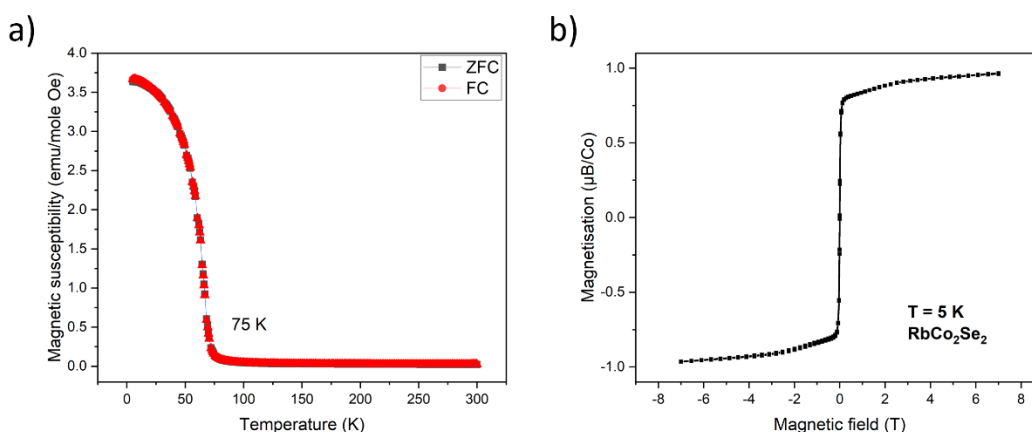 a)
Magnetic susceptibility (emu/mole Oe)
4.0
3.5
3.0
2.5
2.0
1.5
1.0
0.5
0.0
ZFC
FC
75 K
0 50 100 150 200 250 300
Temperature (K)
b)
Magnetisation (µB/Co)
1.0
0.5
0.0
-0.5
-1.0
T = 5 K
RbCo₂Se₂
-8 -6 -4 -2 0 2 4 6 8
Magnetic field (T)